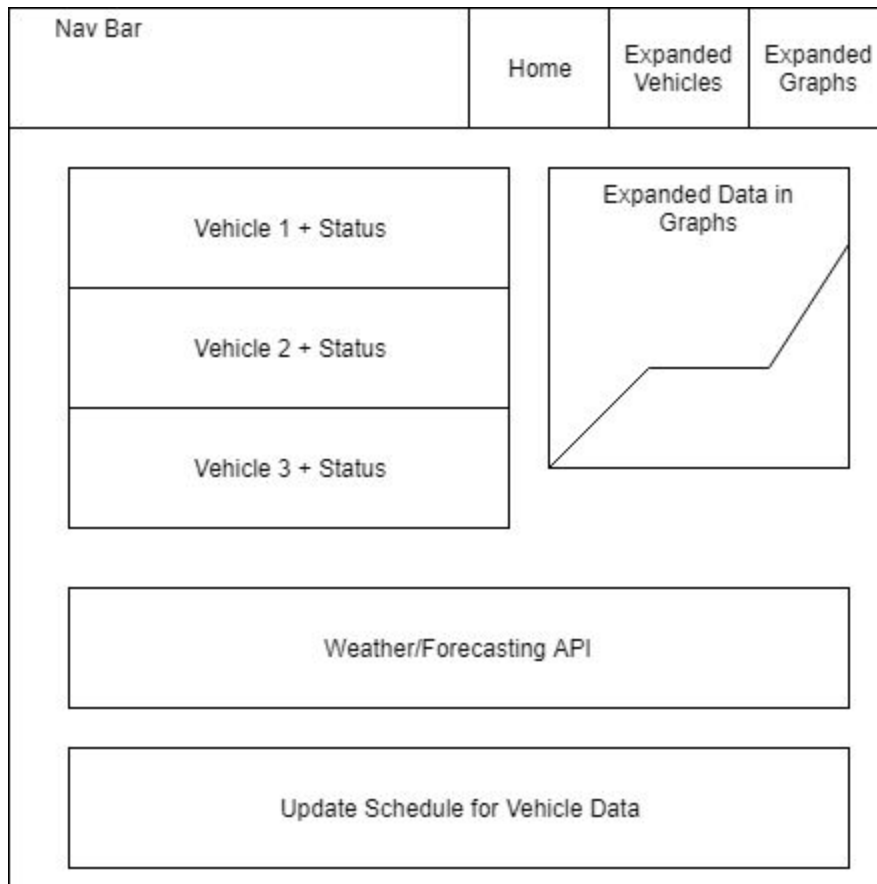 Nav Bar
Home
Expanded
Vehicles
Expanded
Graphs
Vehicle 1 + Status
Vehicle 2 + Status
Vehicle 3 + Status
Expanded Data in
Graphs
Weather/Forecasting API
Update Schedule for Vehicle Data